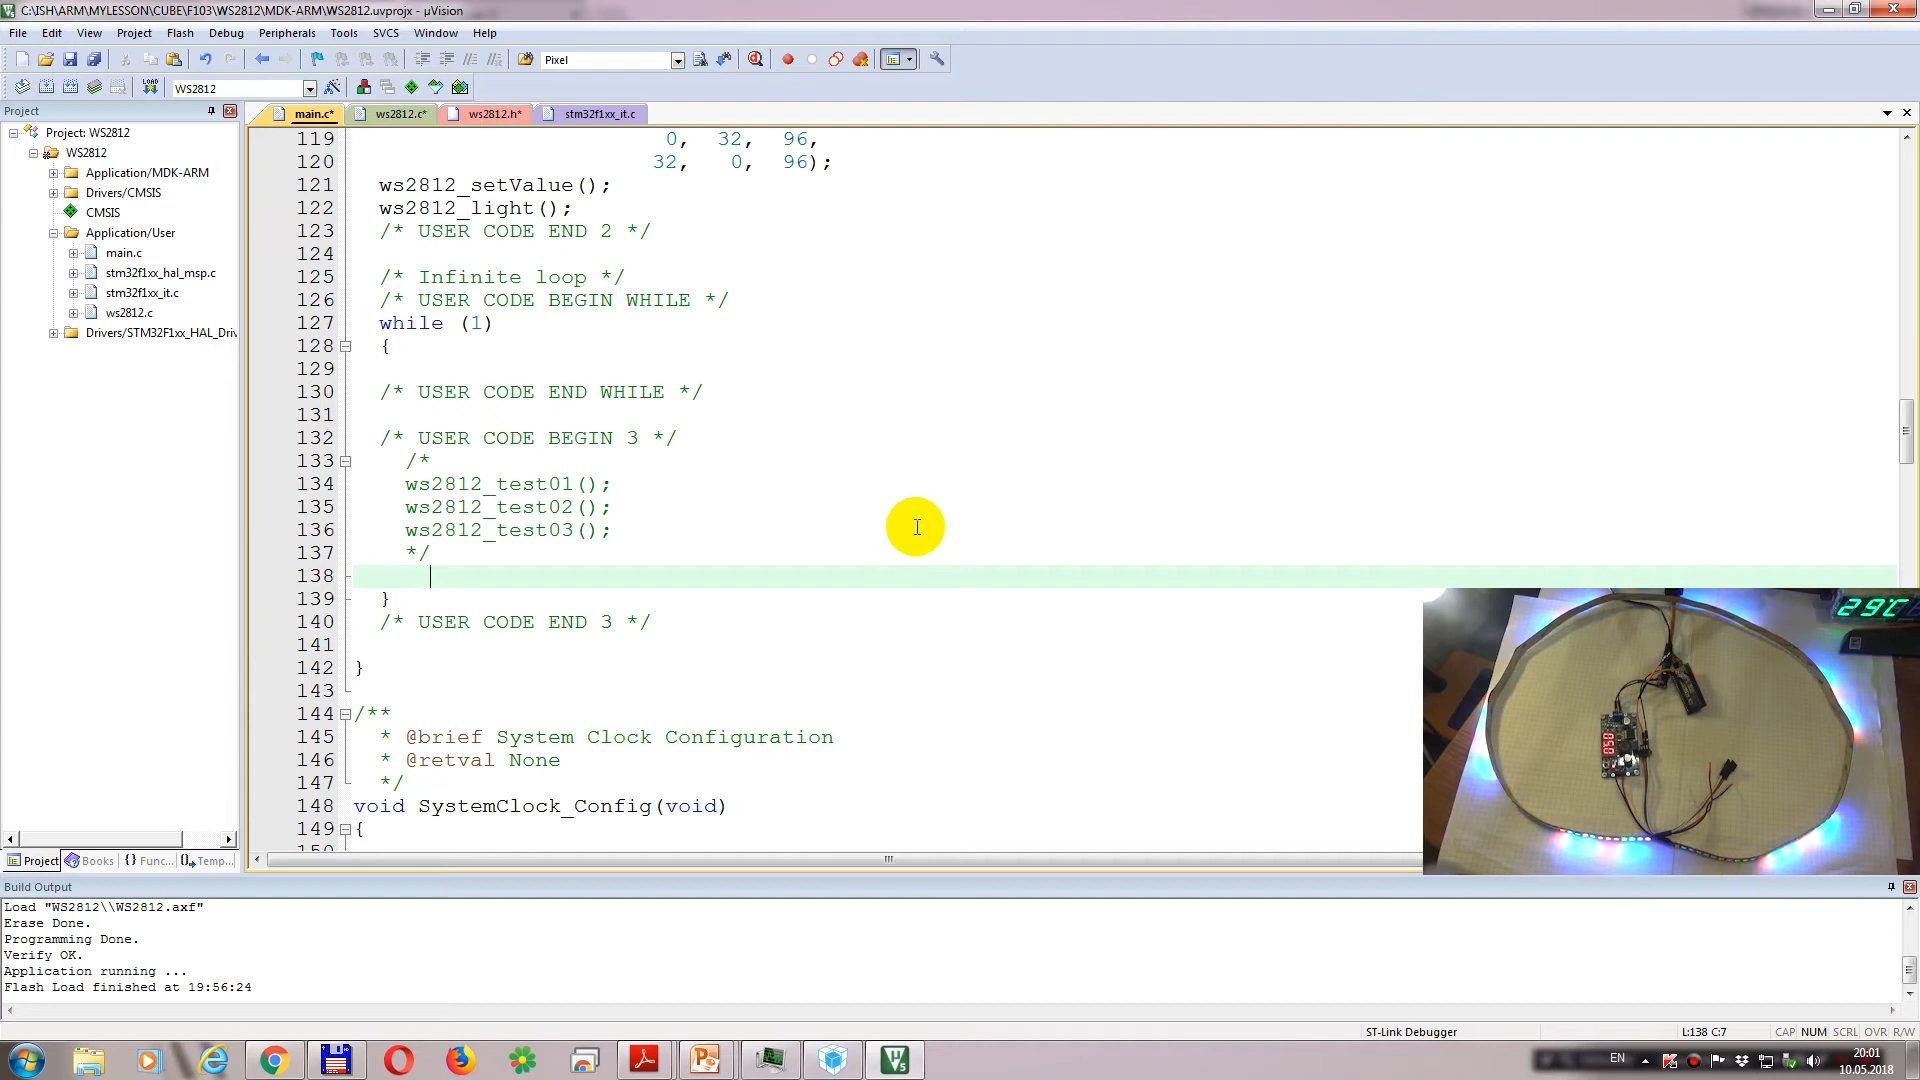 C:\ISH\ARM\MYLESSON\CUBE\F103\WS2812\MDK-ARM\WS2812.uvprojx - µVision
File Edit View Project Flash Debug Peripherals Tools SVCS Window Help
Pixel
LOAD
WS2812
Project
main.c* ws2812.c* ws2812.h* stm32f1xx_it.c
Project: WS2812
WS2812
Application/MDK-ARM
Drivers/CMSIS
CMSIS
Application/User
main.c
stm32f1xx_hal_msp.c
stm32f1xx_it.c
ws2812.c
Drivers/STM32F1xx_HAL_Driv
Project Books {} Func... Temp...
119 0, 32, 96,
120 32, 0, 96);
121 ws2812_setValue();
122 ws2812_light();
123 /* USER CODE END 2 */
124
125 /* Infinite loop */
126 /* USER CODE BEGIN WHILE */
127 while (1)
128 {
129
130 /* USER CODE END WHILE */
131
132 /* USER CODE BEGIN 3 */
133 /*
134 ws2812_test01();
135 ws2812_test02();
136 ws2812_test03();
137 */
138
139 }
140 /* USER CODE END 3 */
141
142 }
143
144 /**
145 * @brief System Clock Configuration
146 * @retval None
147 */
148 void SystemClock_Config(void)
149 {
150
29°C
050
Build Output
Load "WS2812\\WS2812.axf"
Erase Done.
Programming Done.
Verify OK.
Application running ...
Flash Load finished at 19:56:24
ST-Link Debugger L:138 C:7 CAP NUM SCRL OVR R/W
EN
20:01
10.05.2018